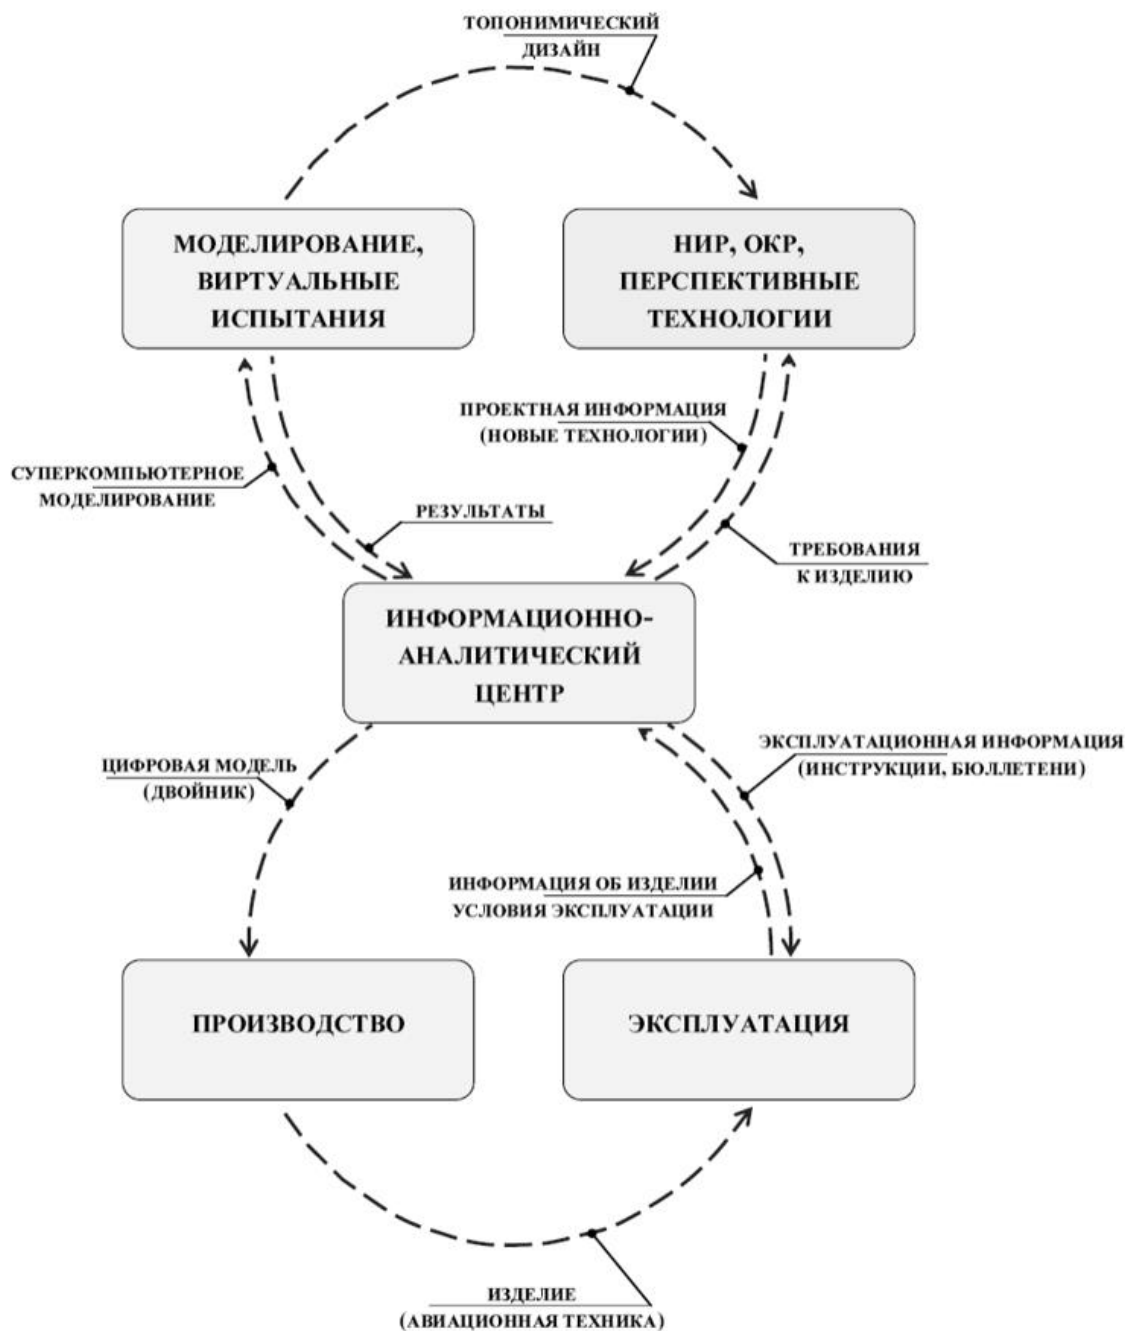 ТОПОНИМИЧЕСКИЙ
ДИЗАЙН
МОДЕЛИРОВАНИЕ,
ВИРТУАЛЬНЫЕ
ИСПЫТАНИЯ
НИР, ОКР,
ПЕРСПЕКТИВНЫЕ
ТЕХНОЛОГИИ
ПРОЕКТНАЯ ИНФОРМАЦИЯ
(НОВЫЕ ТЕХНОЛОГИИ)
СУПЕРКОМПЬЮТЕРНОЕ
МОДЕЛИРОВАНИЕ
РЕЗУЛЬТАТЫ
ТРЕБОВАНИЯ
К ИЗДЕЛИЮ
ИНФОРМАЦИОННО-
АНАЛИТИЧЕСКИЙ
ЦЕНТР
ЦИФРОВАЯ МОДЕЛЬ
(ДВОЙНИК)
ЭКСПЛУАТАЦИОННАЯ ИНФОРМАЦИЯ
(ИНСТРУКЦИИ, БЮЛЛЕТЕНИ)
ИНФОРМАЦИЯ ОБ ИЗДЕЛИИ
УСЛОВИЯ ЭКСПЛУАТАЦИИ
ПРОИЗВОДСТВО
ЭКСПЛУАТАЦИЯ
ИЗДЕЛИЕ
(АВИАЦИОННАЯ ТЕХНИКА)